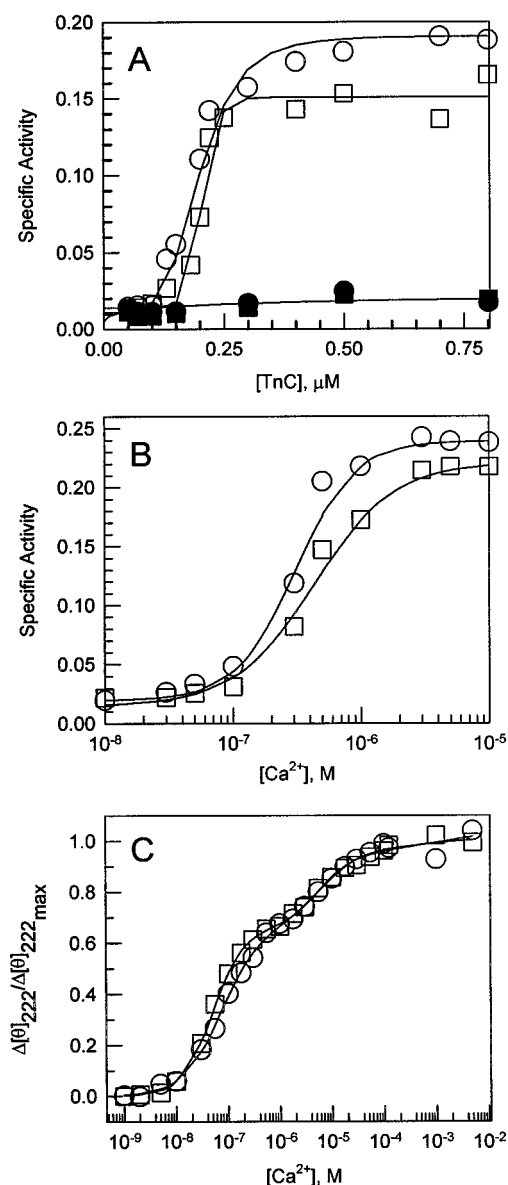 A
Specific Activity
0.20
0.15
0.10
0.05
0.00
0.00 0.25 0.50 0.75
[TnC], μM
B
Specific Activity
0.25
0.20
0.15
0.10
0.05
0.00
10⁻⁸ 10⁻⁷ 10⁻⁶ 10⁻⁵
[Ca²⁺], M
C
Δ[θ]222/Δ[θ]222max
1.0
0.8
0.6
0.4
0.2
0.0
10⁻⁹ 10⁻⁸ 10⁻⁷ 10⁻⁶ 10⁻⁵ 10⁻⁴ 10⁻³ 10⁻²
[Ca²⁺], M